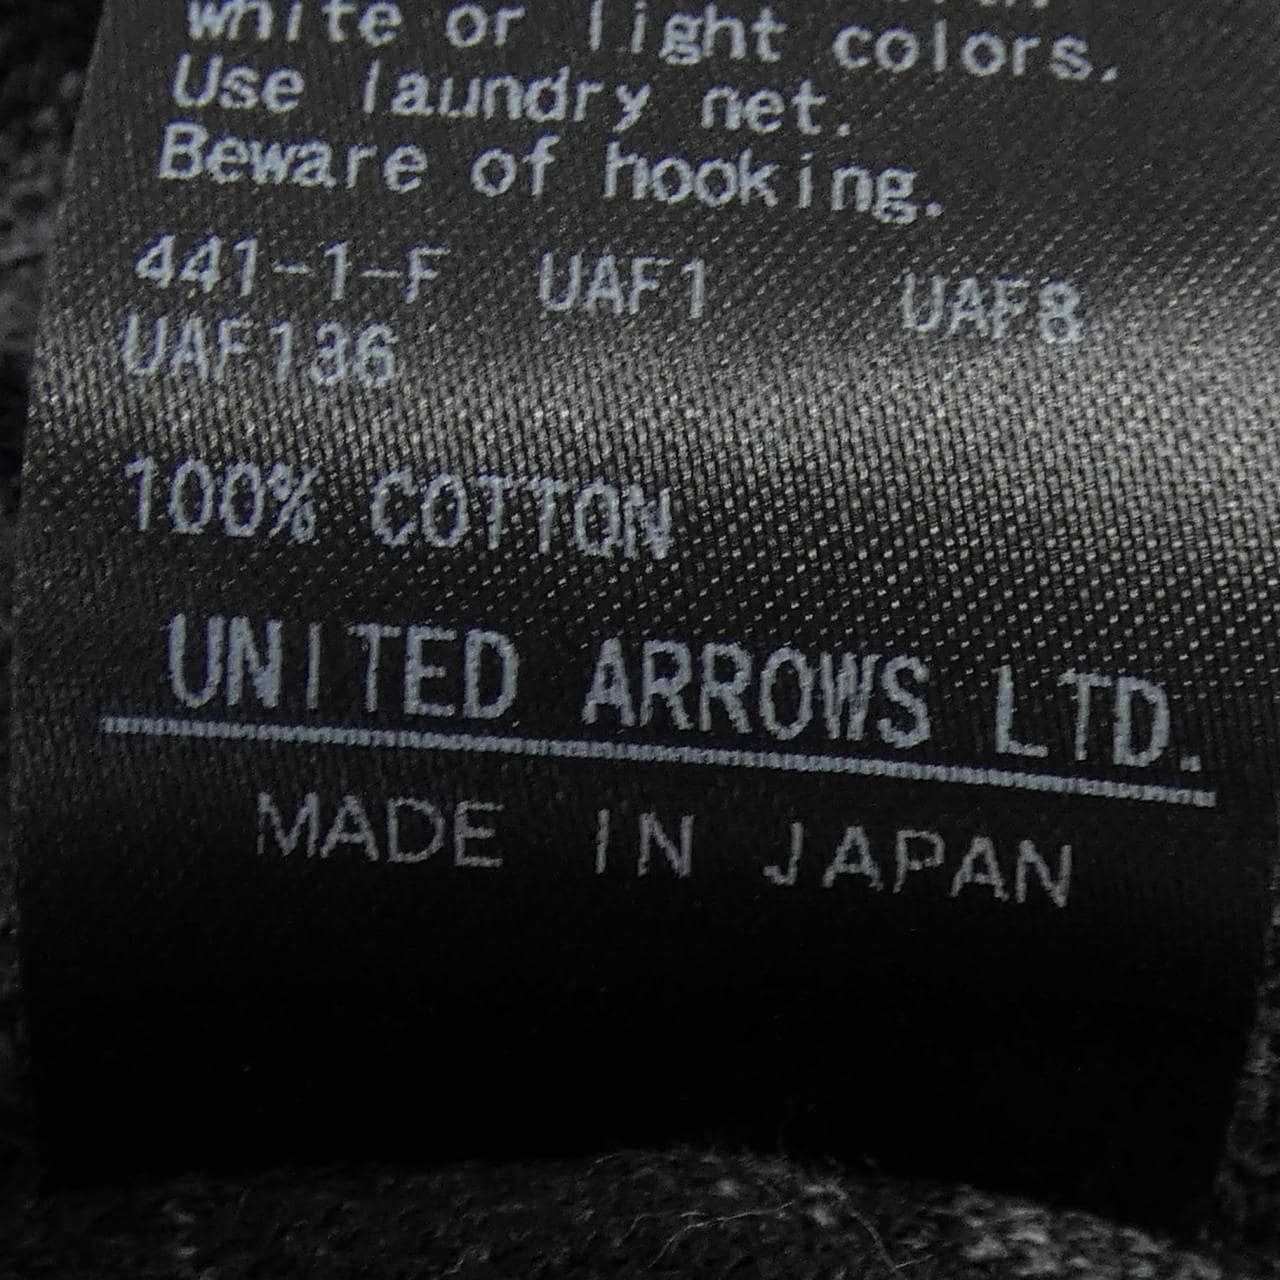 white or light colors.
Use laundry net.
Beware of hooking.
441-1-F UAF1 UAF8
UAF136
100% COTTON
UNITED ARROWS LTD.
MADE IN JAPAN